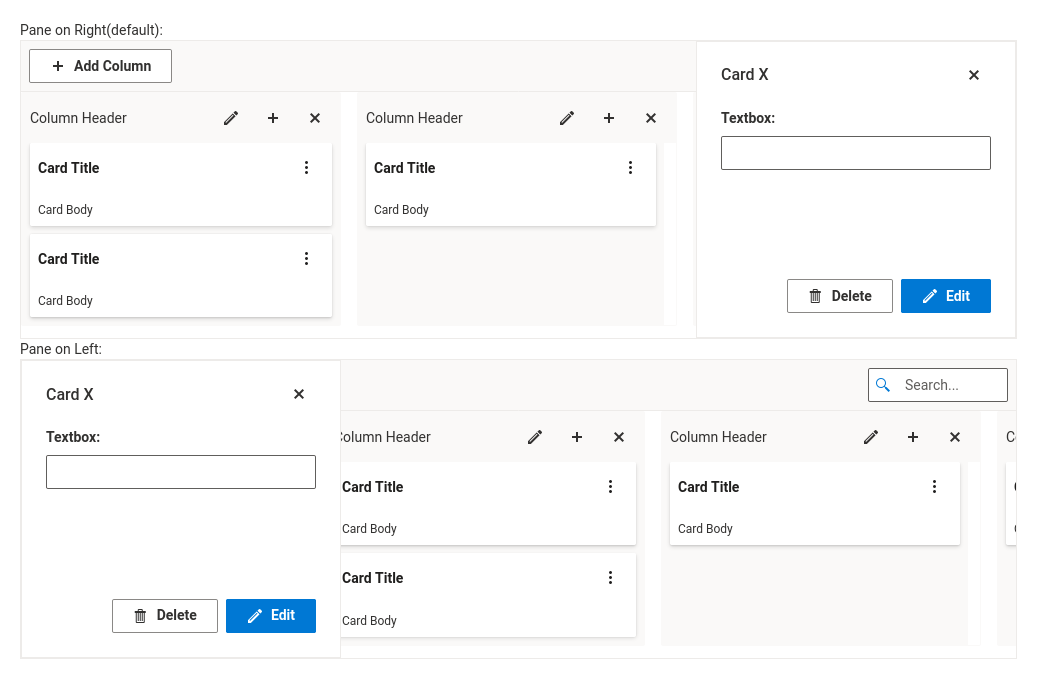 Pane on Right(default):
Add Column
Card X
Column Header
Column Header
Textbox:
Card Title
Card Title
Card Body
Card Body
Card Title
Card Body
Delete
Edit
Pane on Left:
Card X
Search...
Textbox:
Column Header
Column Header
C
Card Title
Card Title
Card Body
Card Body
Card Title
Card Body
Delete
Edit